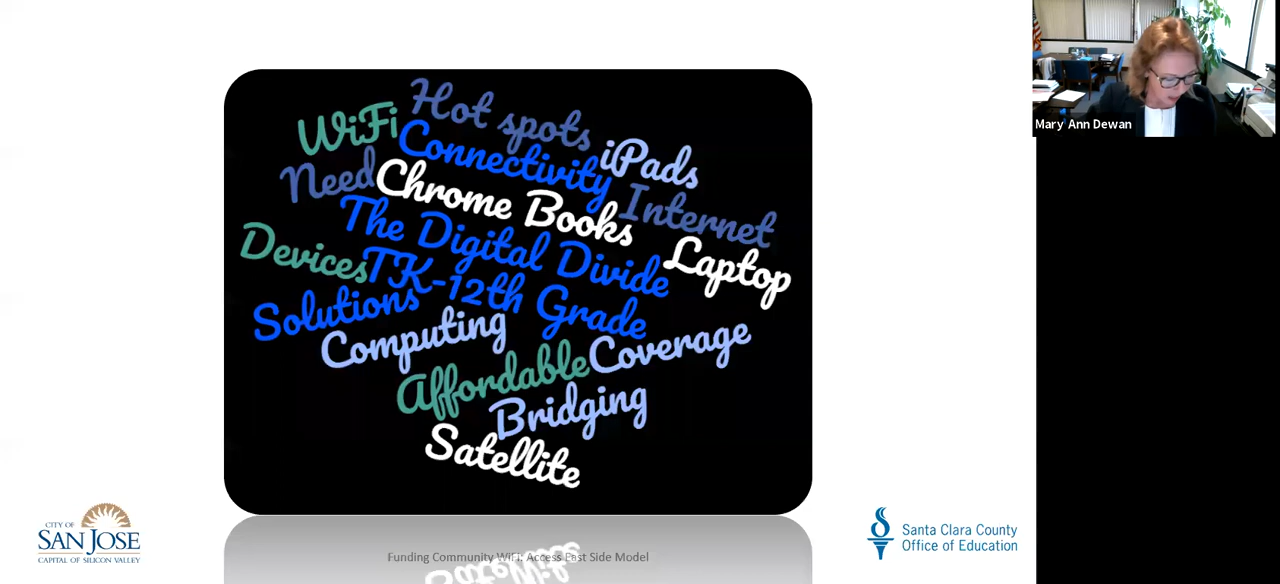 Hot spots
WiFi
Connectivity
iPads
Need
Chrome Books
Internet
The Digital Divide
Laptop
Devices
TK-12th Grade
Solutions
Computing
Coverage
Affordable
Bridging
Satellite
Mary Ann Dewan
CITY OF
SAN JOSE
CAPITAL OF SILICON VALLEY
Funding Community WiFi: Access East Side Model
Santa Clara County
Office of Education